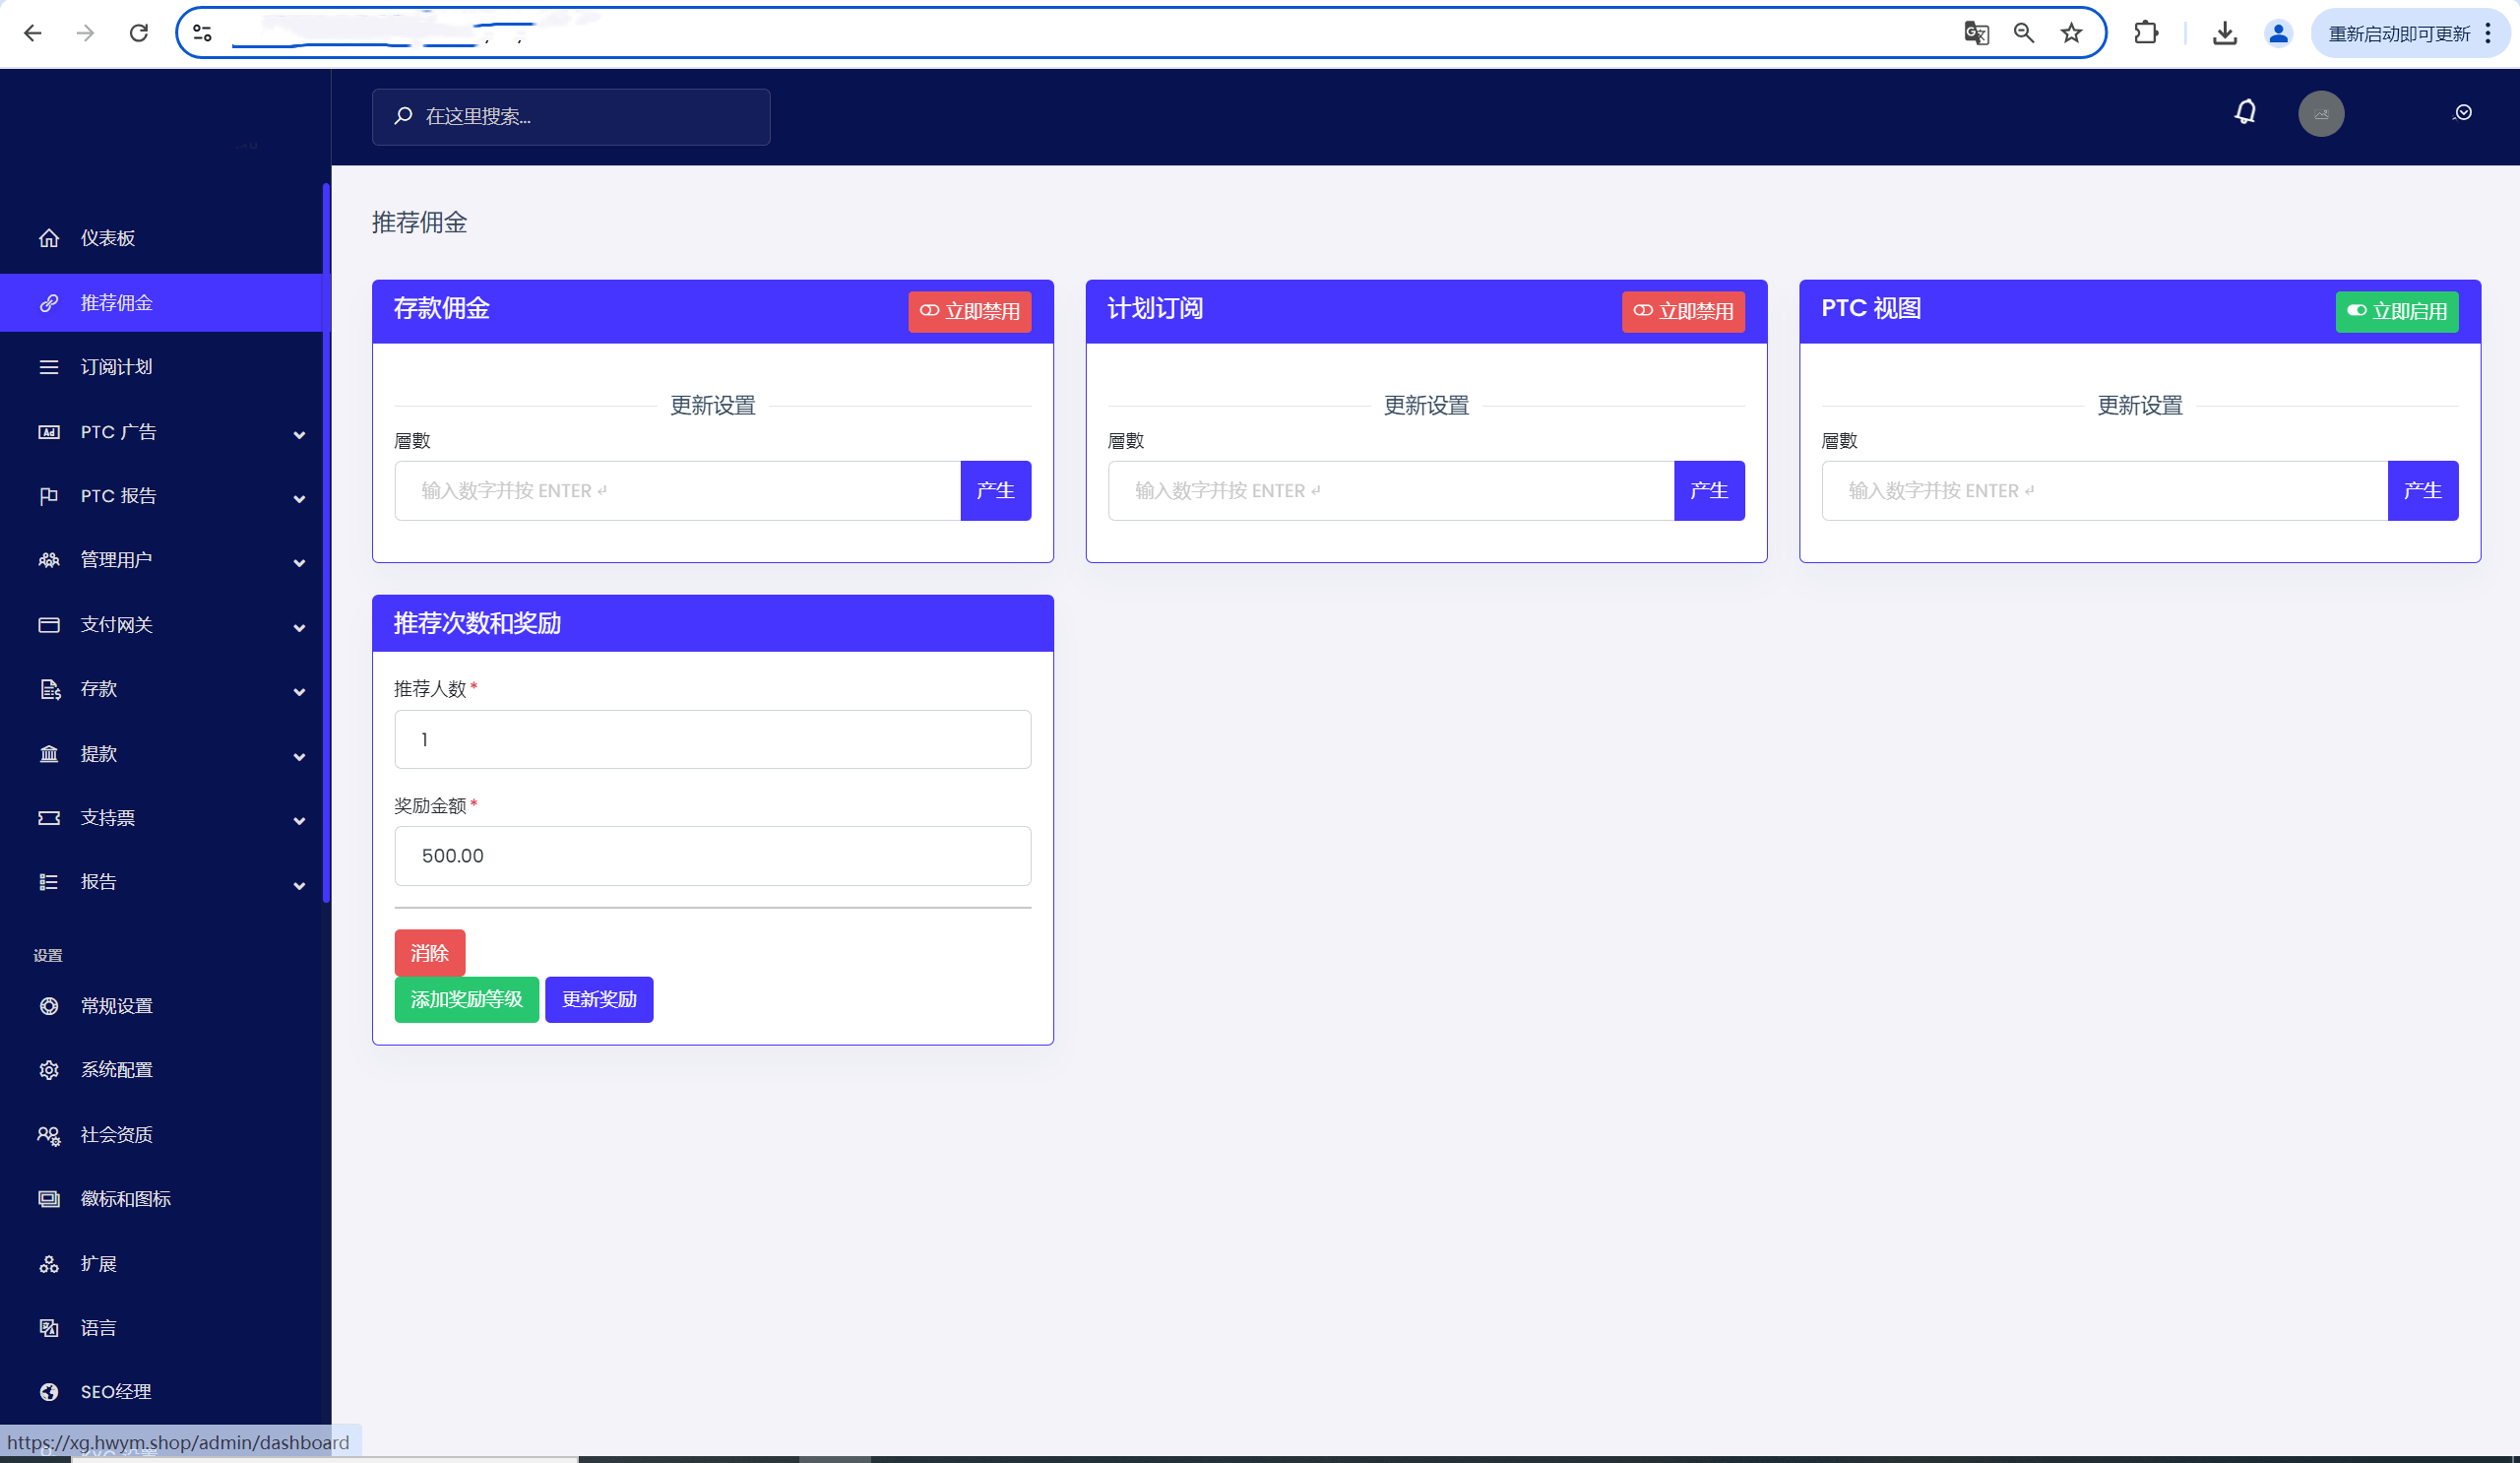 重新启动即可更新
在这里搜索...
仪表板
推荐佣金
订阅计划
PTC 广告
PTC 报告
管理用户
支付网关
存款
提款
支持票
报告
设置
常规设置
系统配置
社会资质
徽标和图标
扩展
语言
SEO经理
https://xg.hwym.shop/admin/dashboard
推荐佣金
存款佣金
立即禁用
更新设置
層數
输入数字并按 ENTER ↵
产生
计划订阅
立即禁用
更新设置
層數
输入数字并按 ENTER ↵
产生
PTC 视图
立即启用
更新设置
層數
输入数字并按 ENTER ↵
产生
推荐次数和奖励
推荐人数 *
1
奖励金额 *
500.00
消除
添加奖励等级
更新奖励